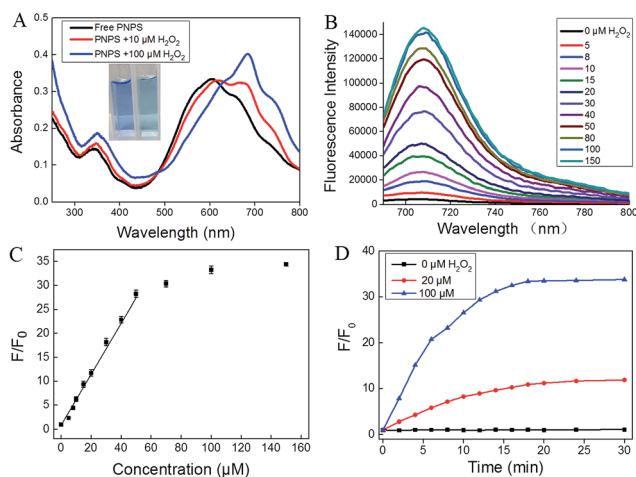 A
Free PNPS
PNPS +10 μM H₂O₂
PNPS +100 μM H₂O₂
Absorbance
0.5
0.4
0.3
0.2
0.1
0.0
300 400 500 600 700 800
Wavelength (nm)
B
0 μM H₂O₂
5
8
10
15
20
30
40
50
80
100
150
Fluorescence Intensity
140000
120000
100000
80000
60000
40000
20000
0
700 720 740 760 780 800
Wavelength (nm)
C
F/F₀
35
30
25
20
15
10
5
0
0 20 40 60 80 100 120 140 160
Concentration (μM)
D
0 μM H₂O₂
20 μM
100 μM
F/F₀
40
30
20
10
0
0 5 10 15 20 25 30
Time (min)